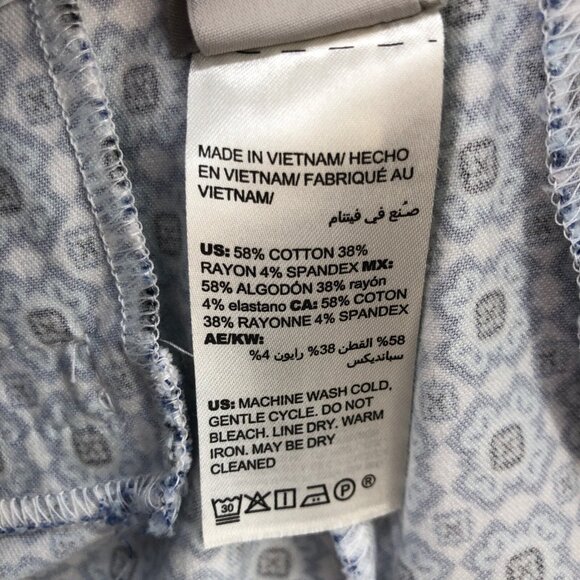 MADE IN VIETNAM/ HECHO
EN VIETNAM/ FABRIQUÉ AU
VIETNAM/
صُنع في فيتنام
US: 58% COTTON 38%
RAYON 4% SPANDEX MX:
58% ALGODÓN 38% rayón
4% elastano CA: 58% COTON
38% RAYONNE 4% SPANDEX
AE/KW:
58% القطن 38% رايون 4%
سباندیکس
US: MACHINE WASH COLD,
GENTLE CYCLE. DO NOT
BLEACH. LINE DRY. WARM
IRON. MAY BE DRY
CLEANED
30 P ®